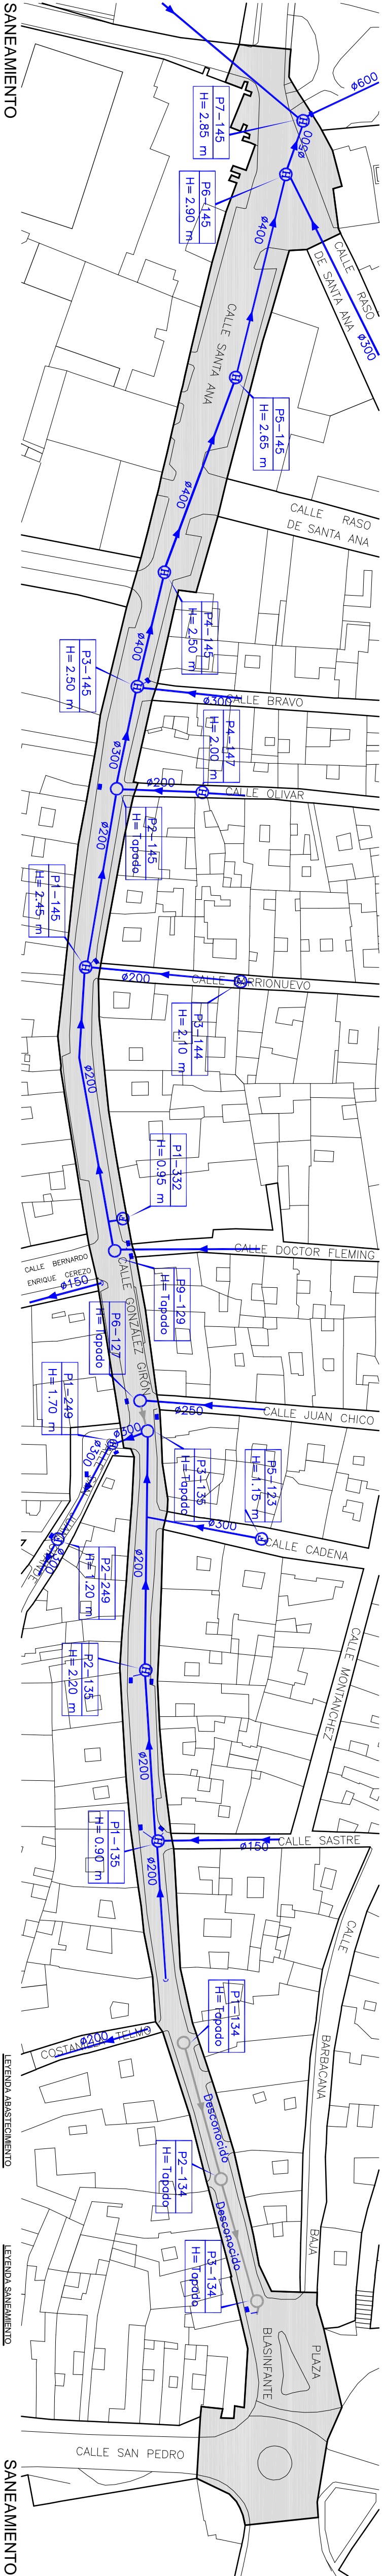 SANEAMIENTO
ø600
P7-145
H= 2.85 m
ø500
P6-145
H= 2.90 m
ø400
CALLE RASO
DE SANTA ANA
ø300
CALLE SANTA ANA
P5-145
H= 2.65 m
ø400
CALLE RASO
DE SANTA ANA
P4-145
H= 2.50 m
ø400
P3-145
H= 2.50 m
ø300
CALLE BRAVO
P4-147
H= 2.00 m
ø300
ø200
CALLE OLIVAR
P2-145
H= Tapado
ø200
P1-145
H= 2.45 m
ø200
P3-144
H= 2.10 m
ø200
P1-332
H= 0.95 m
CALLE DOCTOR FLEMING
CALLE BERNARDO
ENRIQUE CEREZO
ø150
CALLE GONZALEZ GIRON
P9-129
H= Tapado
P6-127
H= Tapado
CALLE JUAN CHICO
ø250
P1-249
H= 1.70 m
ø300
P3-135
H= Tapado
P5-123
H= 1.15 m
ø300
CALLE CADENA
ø300
P2-249
H= 1.20 m
ø300
ø200
P2-135
H= 2.20 m
CALLE MONTANCHEZ
ø200
P1-135
H= 0.90 m
CALLE SASTRE
ø150
ø200
CALLE
BARBACANA
BAJA
P1-134
H= Tapado
ø200
TELMO
Desconocido
P2-134
H= Tapado
Desconocido
P3-134
H= Tapado
PLAZA
BLASINFANTE
CALLE SAN PEDRO
LEYENDA ABASTECIMIENTO
LEYENDA SANEAMIENTO
SANEAMIENTO